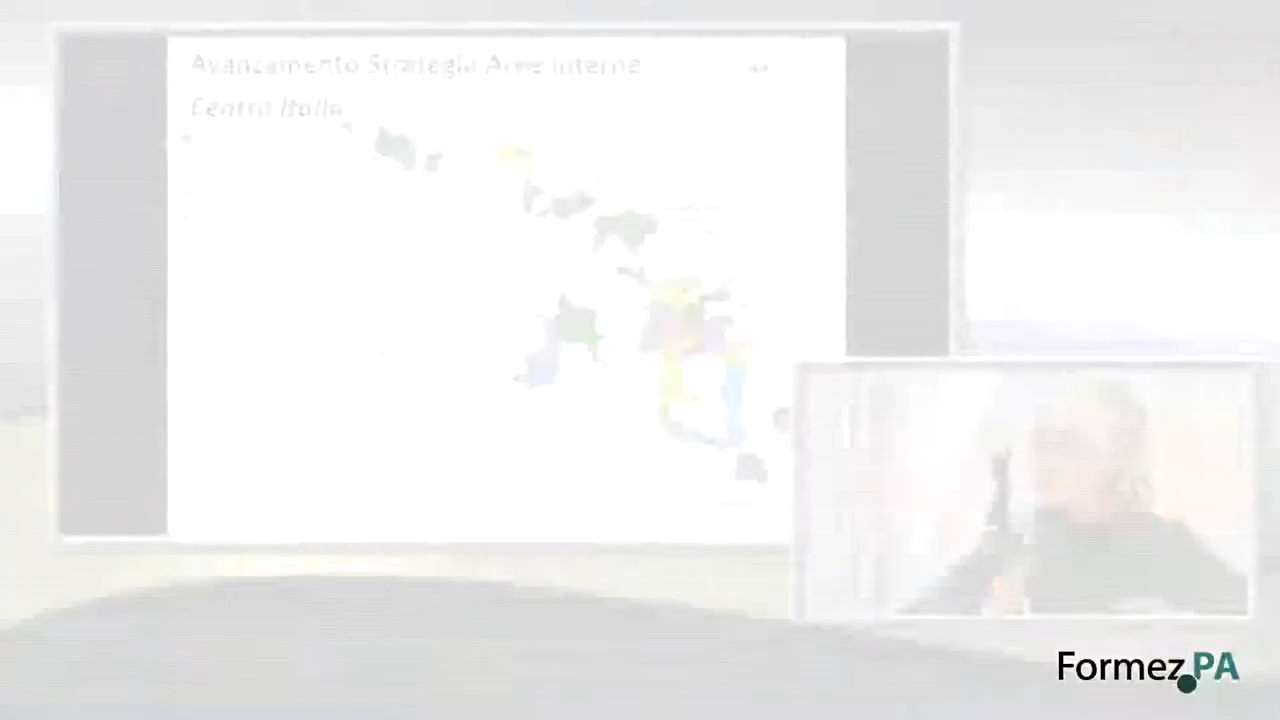 Avanzamento Strategia Aree Interne
Centro Italia
Formez PA